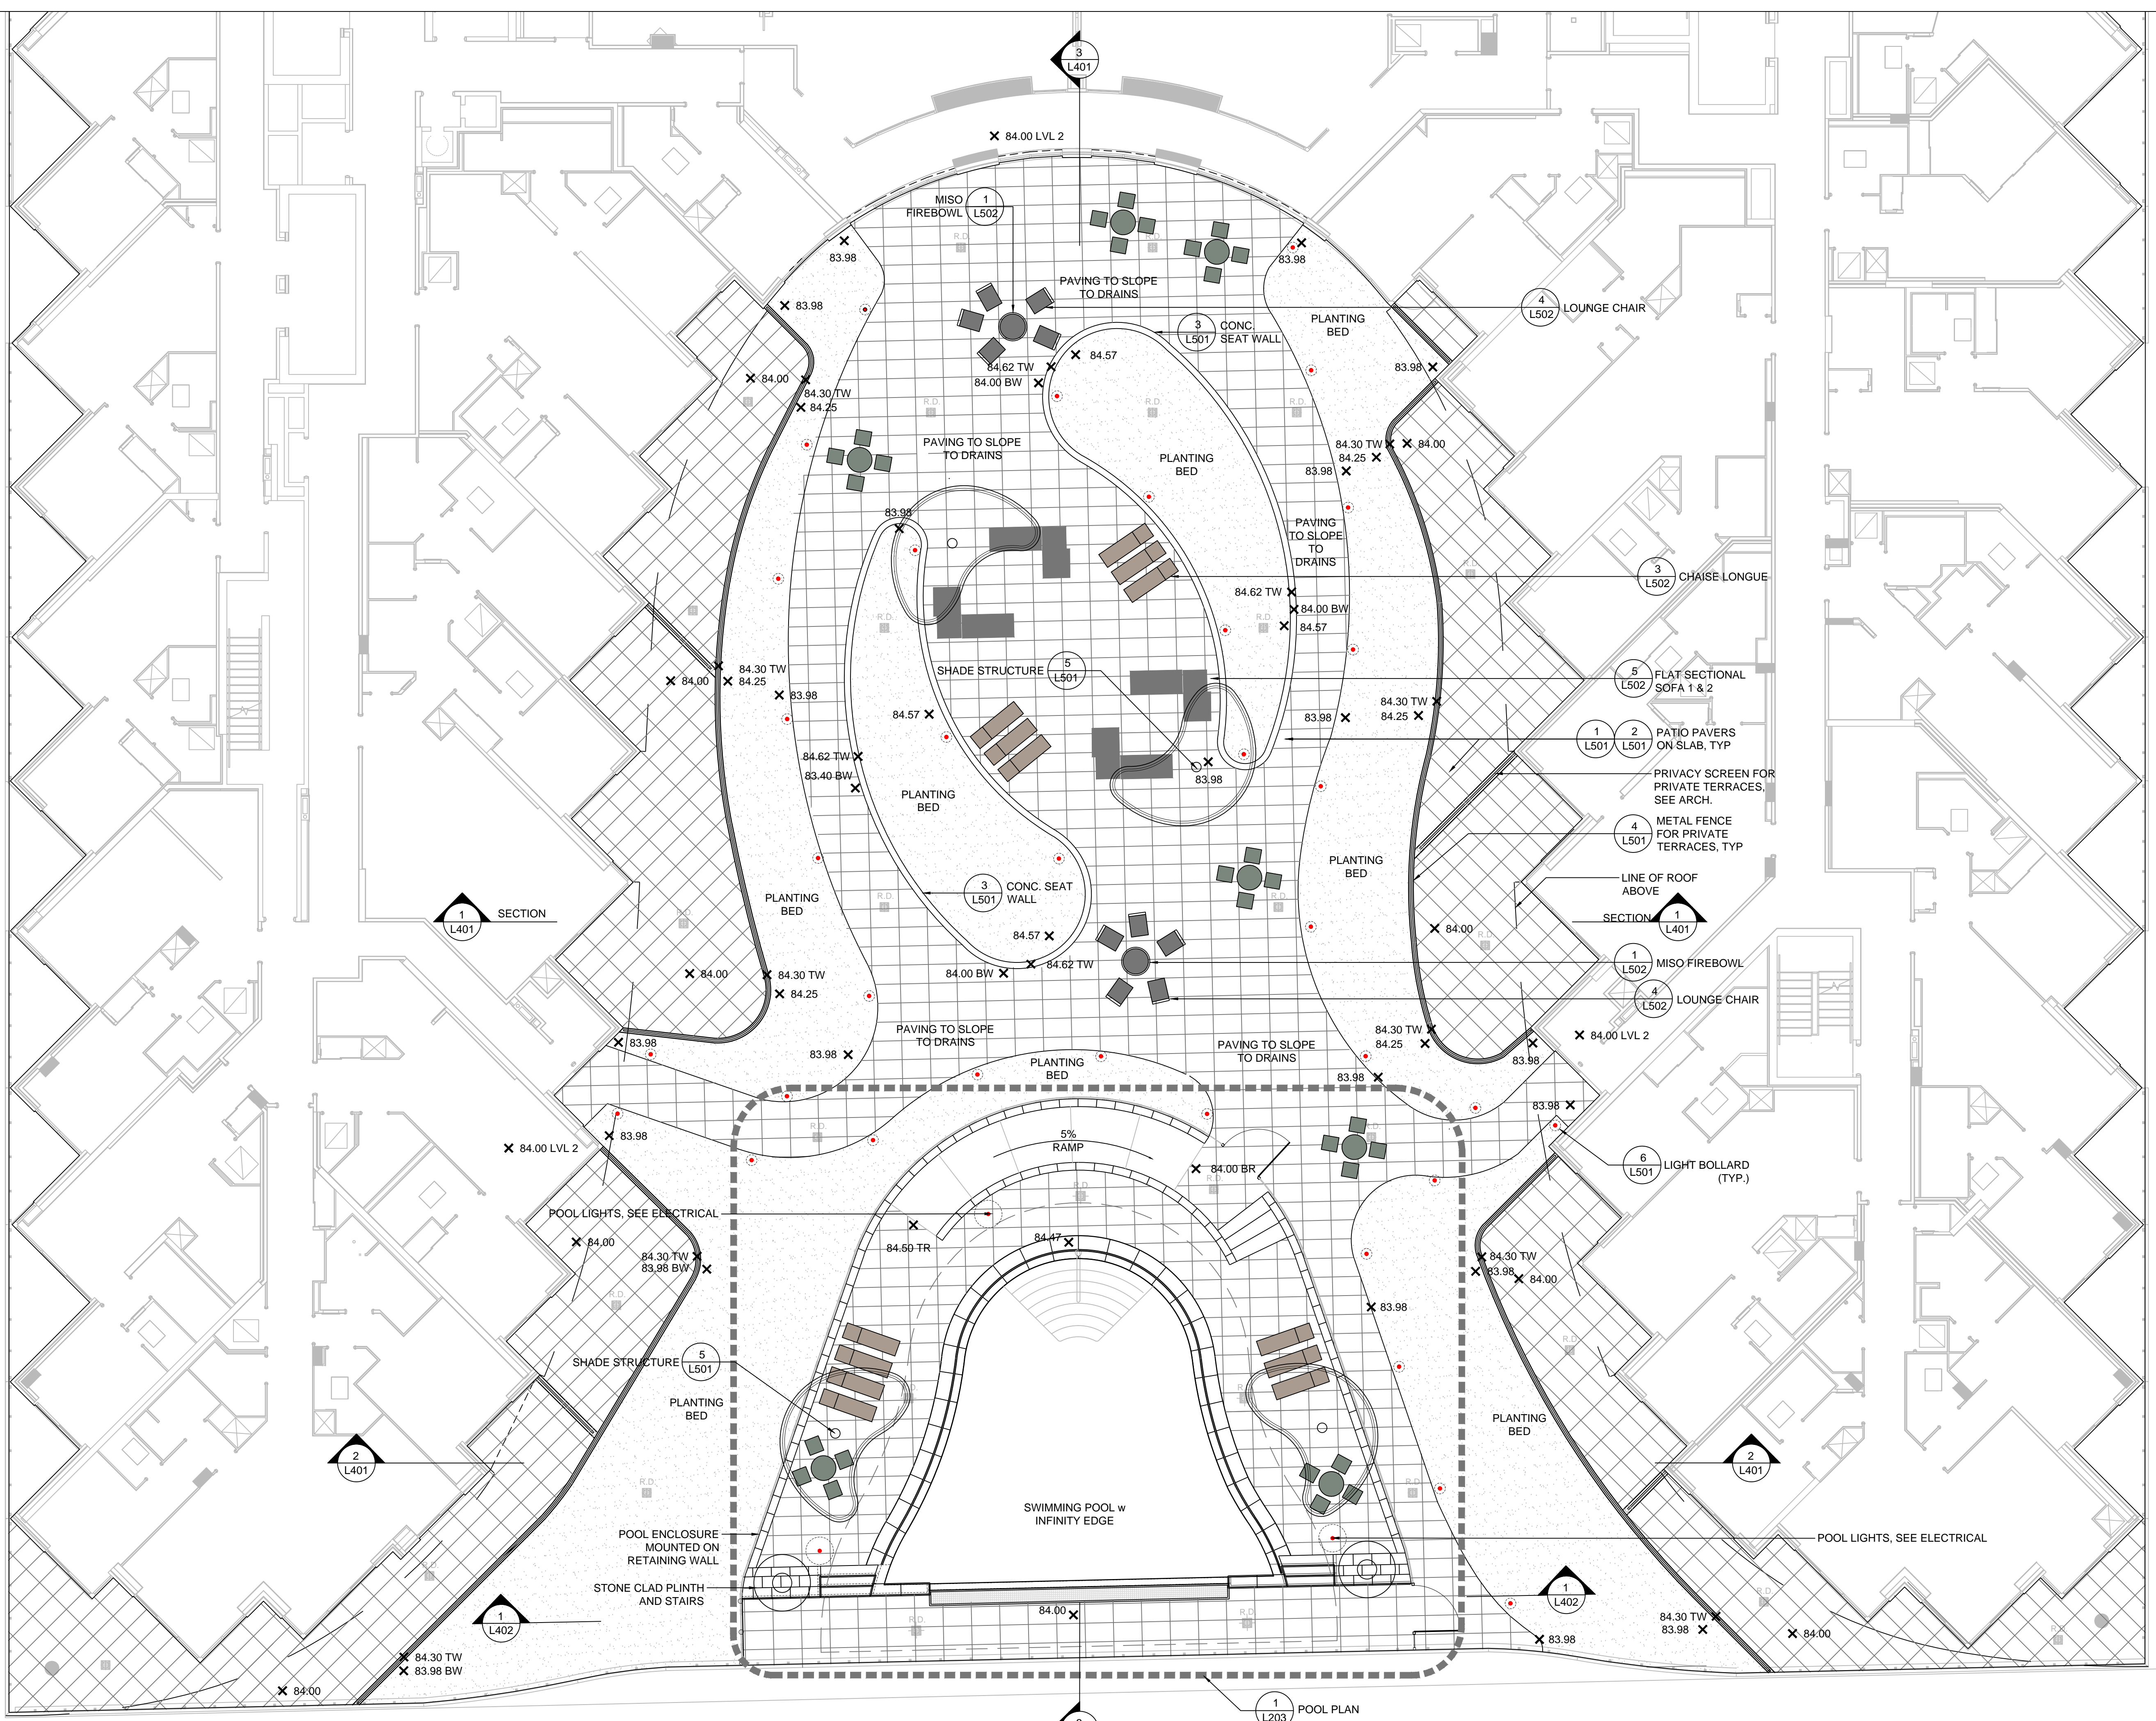 3
L401
84.00 LVL 2
MISO
FIREBOWL
1
L502
R.D.
R.D.
83.98
83.98
83.98
PAVING TO SLOPE
TO DRAINS
4
L502
LOUNGE CHAIR
PLANTING
BED
3
L501
CONC.
SEAT WALL
84.57
84.62 TW
84.00 BW
83.98
84.00
84.30 TW
84.25
R.D.
R.D.
R.D.
PAVING TO SLOPE
TO DRAINS
PLANTING
BED
84.30 TW
84.00
84.25
83.98
83.98
PAVING
TO SLOPE
TO
DRAINS
R.D.
3
L502
CHAISE LONGUE
84.62 TW
84.00 BW
84.57
R.D.
R.D.
SHADE STRUCTURE
5
L501
84.30 TW
84.25
84.00
83.98
5
L502
FLAT SECTIONAL
SOFA 1 & 2
84.57
83.98
84.30 TW
84.25
1
L501
2
L501
PATIO PAVERS
ON SLAB, TYP
84.62 TW
83.40 BW
83.98
PRIVACY SCREEN FOR
PRIVATE TERRACES,
SEE ARCH.
PLANTING
BED
4
L501
METAL FENCE
FOR PRIVATE
TERRACES, TYP
PLANTING
BED
LINE OF ROOF
ABOVE
3
L501
CONC. SEAT
WALL
PLANTING
BED
R.D.
R.D.
R.D.
1
L401
SECTION
SECTION
1
L401
84.57
84.00
R.D.
84.62 TW
84.00 BW
1
L502
MISO FIREBOWL
84.00
84.30 TW
84.25
4
L502
LOUNGE CHAIR
PAVING TO SLOPE
TO DRAINS
83.98
83.98
PLANTING
BED
PAVING TO SLOPE
TO DRAINS
84.30 TW
84.25
83.98
84.00 LVL 2
83.98
83.98
83.98
84.00 LVL 2
R.D.
R.D.
5%
RAMP
84.00 BR
R.D.
R.D.
6
L501
LIGHT BOLLARD
(TYP.)
POOL LIGHTS, SEE ELECTRICAL
84.50 TR
84.47
84.00
84.30 TW
83.98 BW
R.D.
84.30 TW
83.98
84.00
83.98
R.D.
SHADE STRUCTURE
5
L501
R.D.
R.D.
PLANTING
BED
PLANTING
BED
2
L401
2
L401
R.D.
R.D.
SWIMMING POOL w
INFINITY EDGE
POOL ENCLOSURE
MOUNTED ON
RETAINING WALL
POOL LIGHTS, SEE ELECTRICAL
R.D.
STONE CLAD PLINTH
AND STAIRS
R.D.
1
L402
1
L402
84.00
R.D.
R.D.
84.30 TW
83.98
84.00
R.D.
83.98
84.30 TW
83.98 BW
84.00
1
L203
POOL PLAN